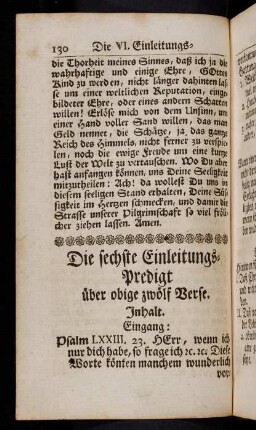 130 Die VI. Einleitungs-
die Thorheit meines Sinnes, daß ich ja die
wahrhaftige und einige Ehre, GOttes
Kind zu werden, nicht länger dahinten las-
se um einer weltlichen Reputation, einge-
bildeter Ehre, oder eines andern Schatten
willen! Erlöse mich von dem Unsinn, um
einer Hand voller Sand willen, das man
Geld nennet, die Schätze, ja, das ganze
Reich des Himmels, nicht ferner zu verspie-
len, noch die ewige Freude um eine kurze
Lust der Welt zu vertauschen. Wo Du aber
haft anfangen können, uns Deine Seeligkeit
mitzutheilen: Ach! da wollest Du uns in
diesem seeligen Stand erhalten, Deine Süs-
sigkeit im Hertzen schmecken, und damit die
Strasse unserer Pilgrimschaft so viel fröli-
cher ziehen lassen. Amen.
Die sechste Einleitungs-
Predigt
über obige zwölf Verse.
Inhalt.
Eingang:
Psalm LXXIII, 23. HErr, wenn ich
nur dich habe, so frage ich ꝛc. ꝛc. Diese
Worte könten manchem wunderlich
vor-